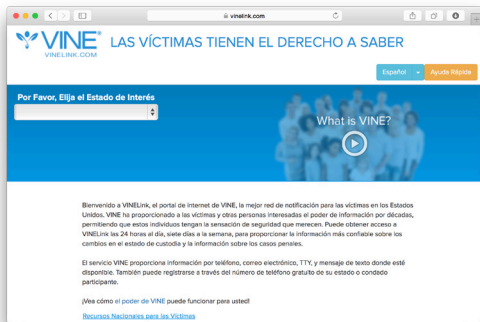 vinelink.com
VINE®
VINELINK.COM
LAS VÍCTIMAS TIENEN EL DERECHO A SABER
Español
Ayuda Rápida
Por Favor, Elija el Estado de Interés
What is VINE?
Bienvenido a VINELink, el portal de internet de VINE, la mejor red de notificación para las víctimas en los Estados
Unidos. VINE ha proporcionado a las víctimas y otras personas interesadas el poder de información por décadas,
permitiendo que estos individuos tengan la sensación de seguridad que merecen. Puede obtener acceso a
VINELink las 24 horas al día, siete días a la semana, para proporcionar la información más confiable sobre los
cambios en el estado de custodia y la información sobre los casos penales.
El servicio VINE proporciona información por teléfono, correo electrónico, TTY, y mensaje de texto donde esté
disponible. También puede registrarse a través del número de teléfono gratuito de su estado o condado
participante.
¡Vea cómo el poder de VINE puede funcionar para usted!
Recursos Nacionales para las Víctimas